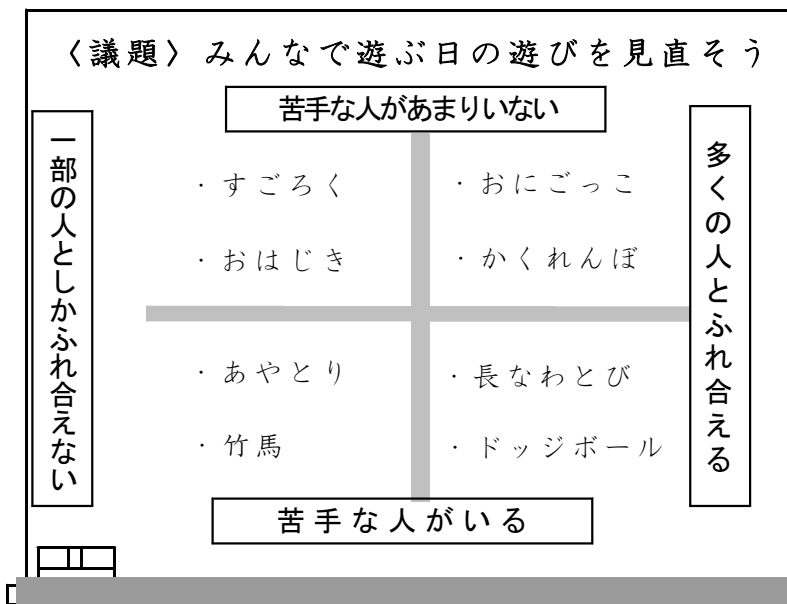 〈議題〉みんなで遊ぶ日の遊びを見直そう
苦手な人があまりいない
一部の人としかふれ合えない
多くの人とふれ合える
・すごろく
・おはじき
・おにごっこ
・かくれんぼ
・あやとり
・竹馬
・長なわとび
・ドッジボール
苦手な人がいる